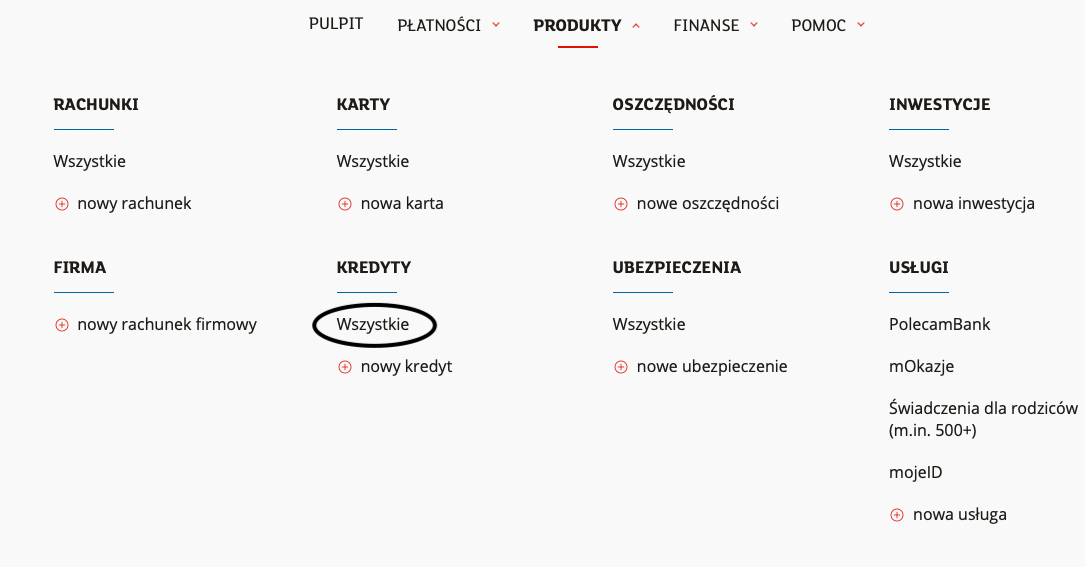 PULPIT PŁATNOŚCI PRODUKTY FINANSE POMOC
RACHUNKI
Wszystkie
nowy rachunek
KARTY
Wszystkie
nowa karta
OSZCZĘDNOŚCI
Wszystkie
nowe oszczędności
INWESTYCJE
Wszystkie
nowa inwestycja
FIRMA
nowy rachunek firmowy
KREDYTY
Wszystkie
nowy kredyt
UBEZPIECZENIA
Wszystkie
nowe ubezpieczenie
USŁUGI
PolecamBank
mOkazje
Świadczenia dla rodziców
(m.in. 500+)
mojeID
nowa usługa